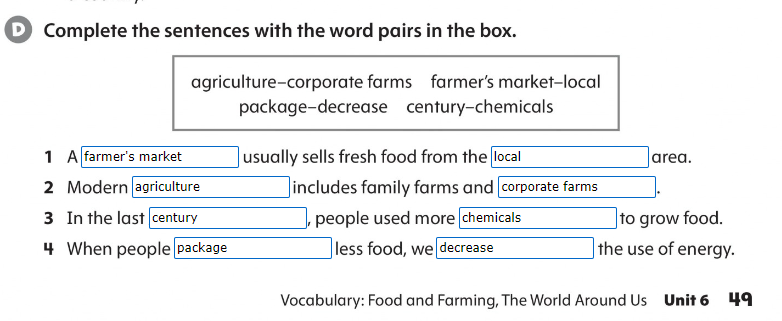 D Complete the sentences with the word pairs in the box.
agriculture–corporate farms farmer's market–local
package–decrease century–chemicals
1 A farmer's market usually sells fresh food from the local area.
2 Modern agriculture includes family farms and corporate farms.
3 In the last century, people used more chemicals to grow food.
4 When people package less food, we decrease the use of energy.
Vocabulary: Food and Farming, The World Around Us Unit 6 49